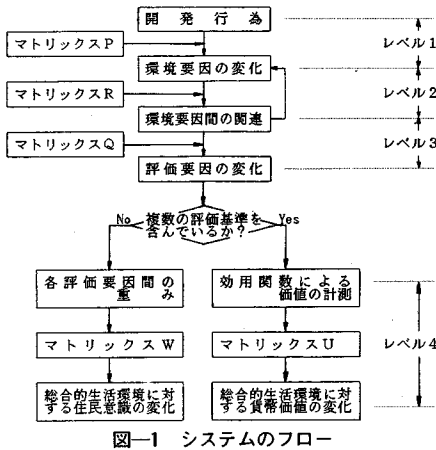 開発行為
マトリックスP
レベル1
環境要因の変化
マトリックスR
レベル2
環境要因間の関連
マトリックスQ
レベル3
評価要因の変化
No
複数の評価基準を
含んでいるか?
Yes
各評価要因間の
重み
効用関数による
価値の計測
マトリックスW
マトリックスU
レベル4
総合的生活環境に対
する住民意識の変化
総合的生活環境に対
する貨幣価値の変化
図—1 システムのフロー